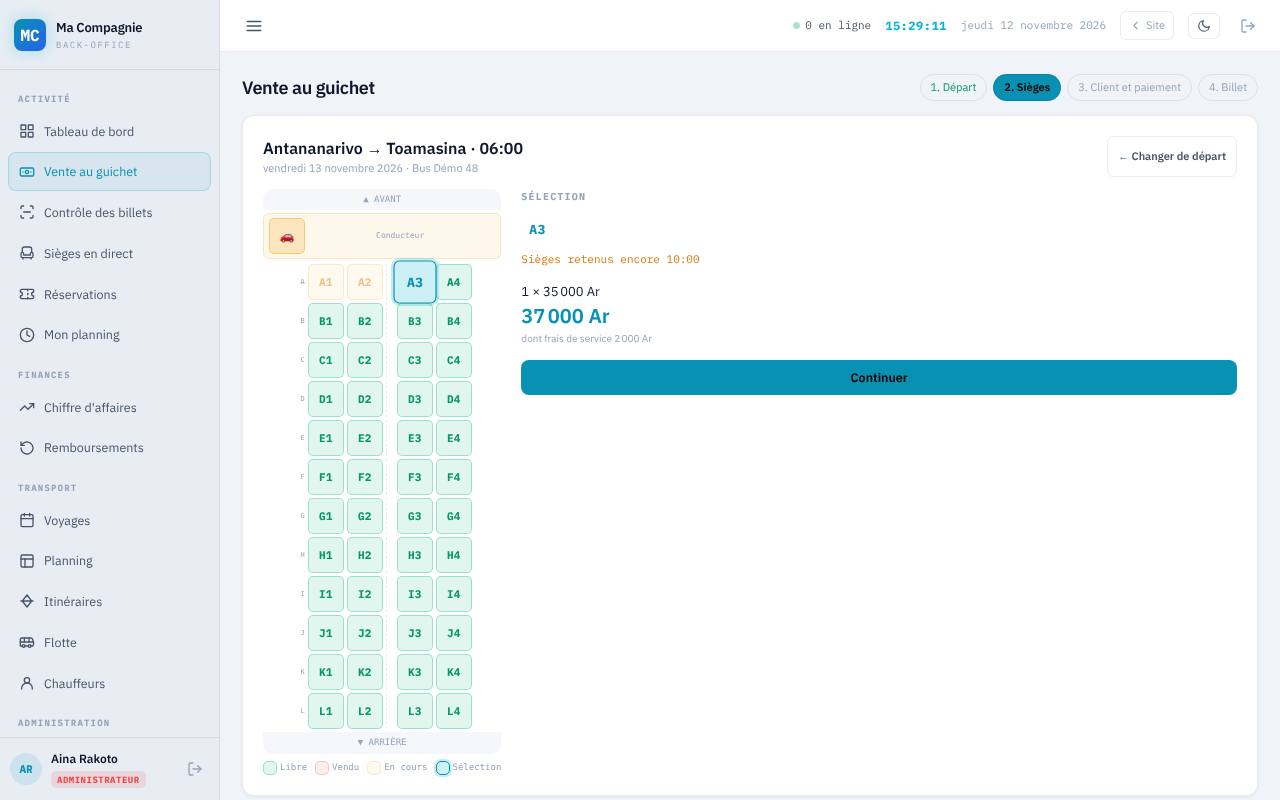 MC
Ma Compagnie
BACK-OFFICE
0 en ligne 15:29:11 jeudi 12 novembre 2026 Site
ACTIVITÉ
Tableau de bord
Vente au guichet
Contrôle des billets
Sièges en direct
Réservations
Mon planning
FINANCES
Chiffre d'affaires
Remboursements
TRANSPORT
Voyages
Planning
Itinéraires
Flotte
Chauffeurs
ADMINISTRATION
AR
Aina Rakoto
ADMINISTRATEUR
Vente au guichet
1. Départ 2. Sièges 3. Client et paiement 4. Billet
Antananarivo → Toamasina · 06:00
vendredi 13 novembre 2026 · Bus Démo 48
← Changer de départ
▲ AVANT
Conducteur
A A1 A2 A3 A4
B B1 B2 B3 B4
C C1 C2 C3 C4
D D1 D2 D3 D4
E E1 E2 E3 E4
F F1 F2 F3 F4
G G1 G2 G3 G4
H H1 H2 H3 H4
I I1 I2 I3 I4
J J1 J2 J3 J4
K K1 K2 K3 K4
L L1 L2 L3 L4
▼ ARRIÈRE
Libre Vendu En cours Sélection
SÉLECTION
A3
Sièges retenus encore 10:00
1 × 35 000 Ar
37 000 Ar
dont frais de service 2 000 Ar
Continuer